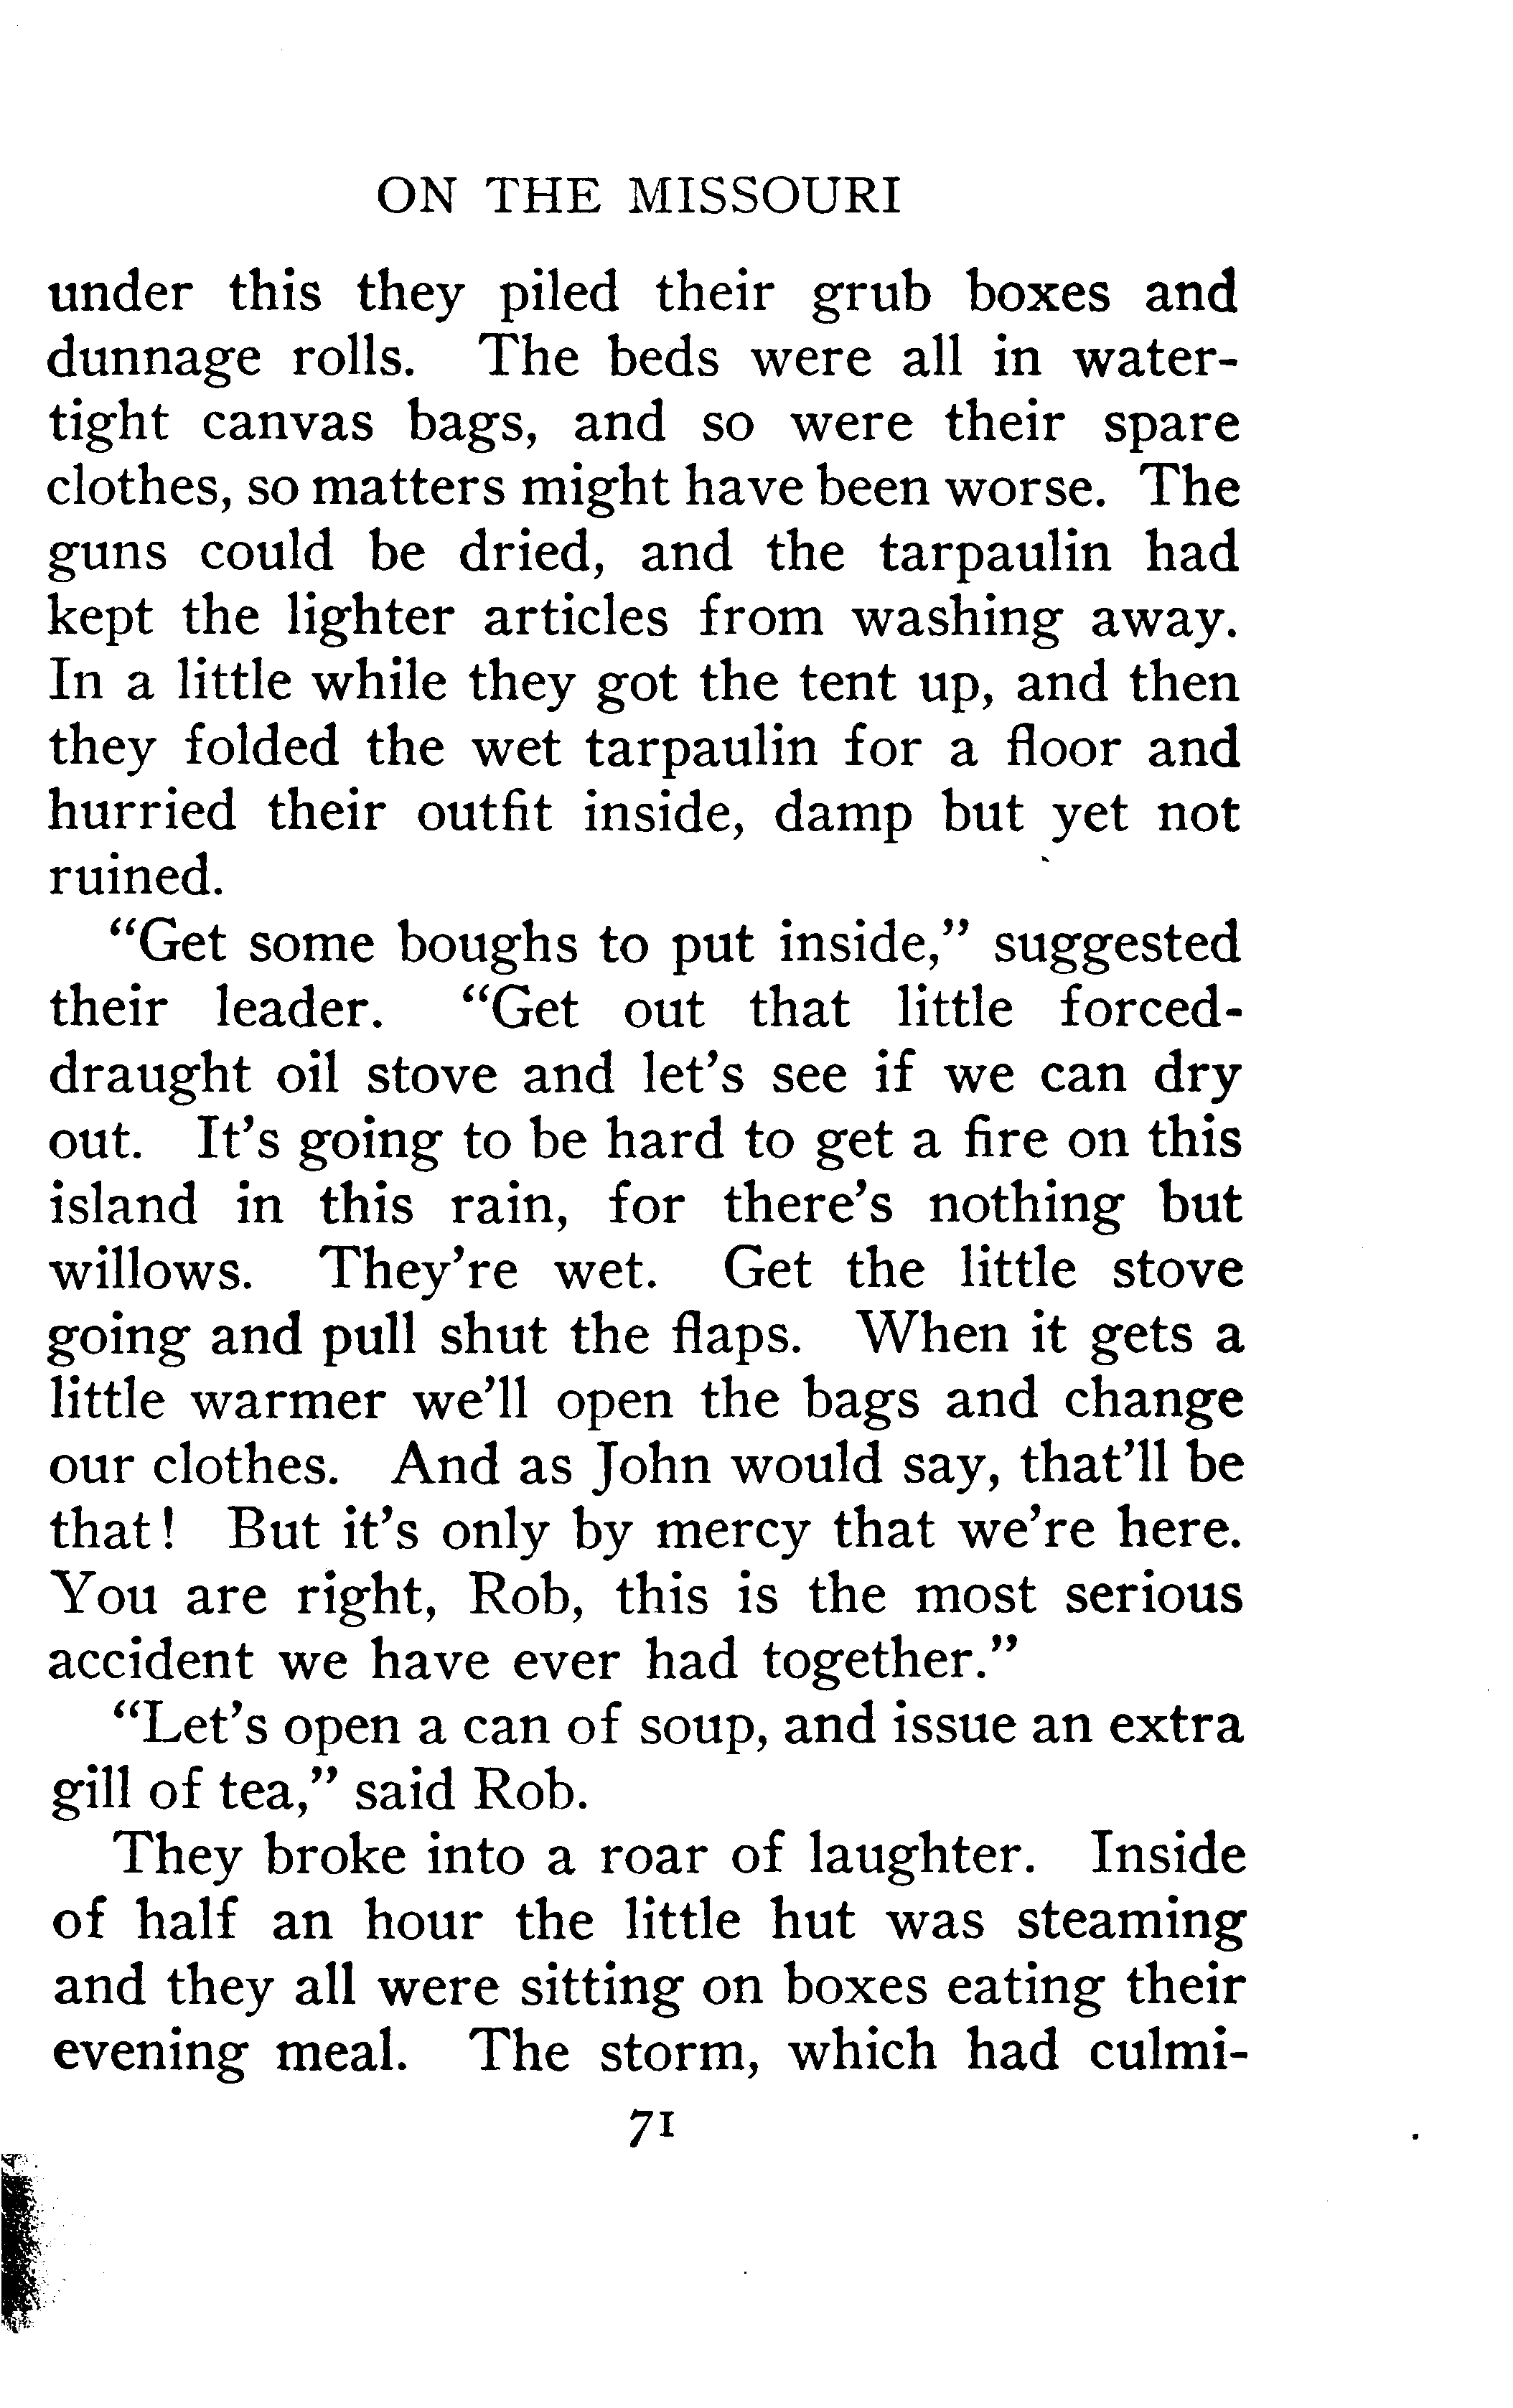 ON THE MISSOURI
under this they piled their grub boxes and
dunnage rolls. The beds were all in water-
tight canvas bags, and so were their spare
clothes, so matters might have been worse. The
guns could be dried, and the tarpaulin had
kept the lighter articles from washing away.
In a little while they got the tent up, and then
they folded the wet tarpaulin for a floor and
hurried their outfit inside, damp but yet not
ruined.
“Get some boughs to put inside,” suggested
their leader. “Get out that little forced-
draught oil stove and let’s see if we can dry
out. It’s going to be hard to get a fire on this
island in this rain, for there’s nothing but
willows. They’re wet. Get the little stove
going and pull shut the flaps. When it gets a
little warmer we’ll open the bags and change
our clothes. And as John would say, that’ll be
that! But it’s only by mercy that we’re here.
You are right, Rob, this is the most serious
accident we have ever had together.”
“Let’s open a can of soup, and issue an extra
gill of tea,” said Rob.
They broke into a roar of laughter. Inside
of half an hour the little hut was steaming
and they all were sitting on boxes eating their
evening meal. The storm, which had culmi-
71